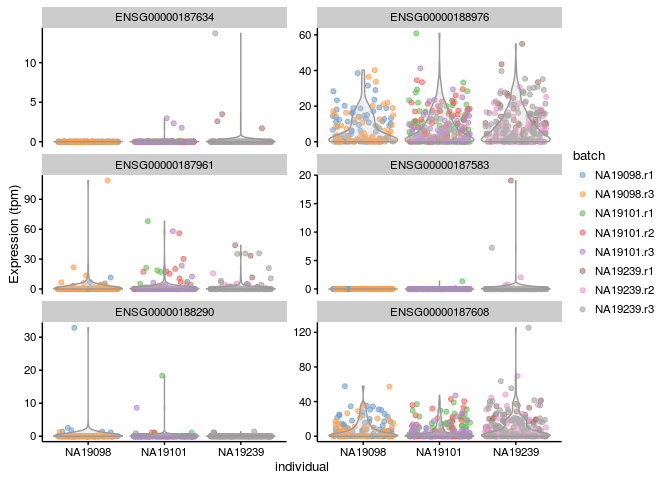 ENSG00000187634
ENSG00000188976
10
5
0
60
40
20
0
ENSG00000187961
ENSG00000187583
90
60
30
0
20
15
10
5
0
ENSG00000188290
ENSG00000187608
30
20
10
0
120
80
40
0
NA19098
NA19101
NA19239
NA19098
NA19101
NA19239
individual
Expression (tpm)
batch
NA19098.r1
NA19098.r3
NA19101.r1
NA19101.r2
NA19101.r3
NA19239.r1
NA19239.r2
NA19239.r3